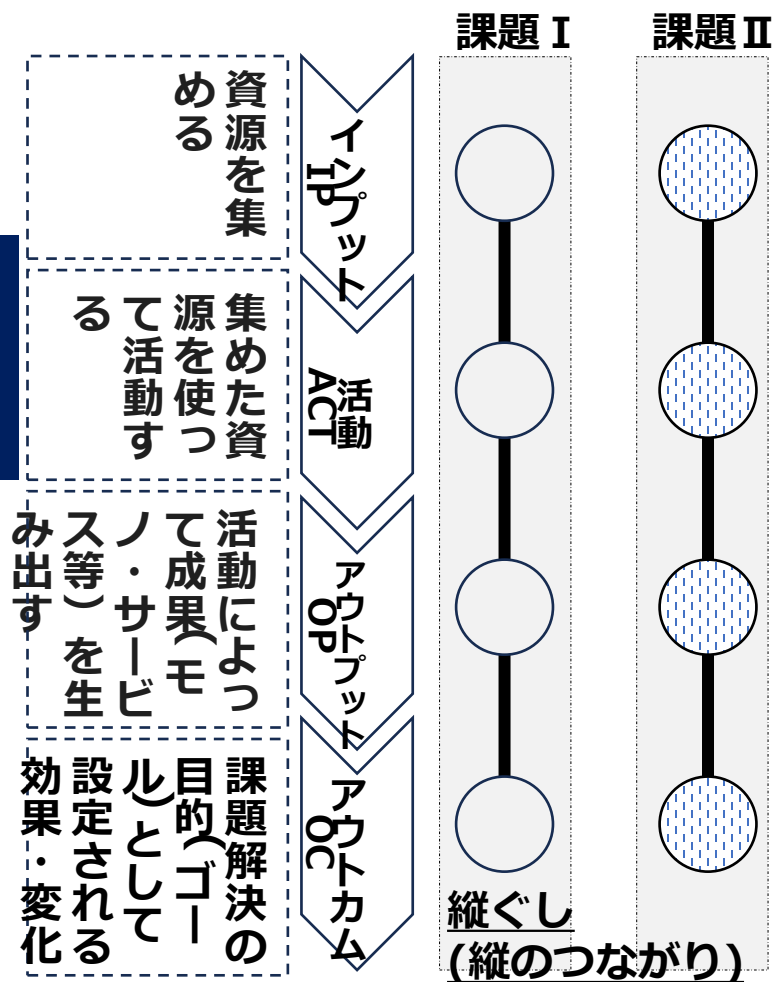 課題Ⅰ
課題Ⅱ
資源を集
める
インプット
IP
集めた資
源を使っ
て活動す
る
活動
ACT
活動によっ
て成果(モ
ノ・サービ
ス等)を生
み出す
アウトプット
OP
課題解決の
目的(ゴー
ル)として
設定される
効果・変化
アウトカム
OC
縦ぐし
(縦のつながり)